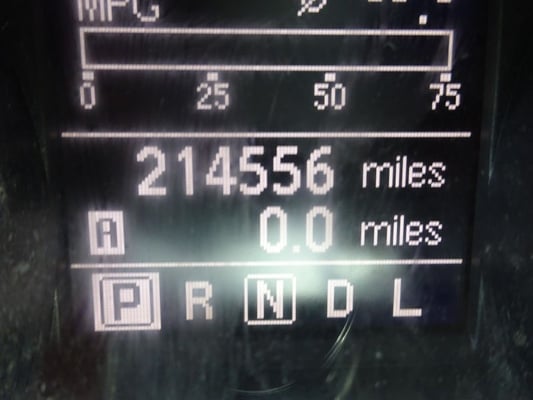 MPG Ø --.-
0 25 50 75
214556 miles
A 0.0 miles
P R N D L